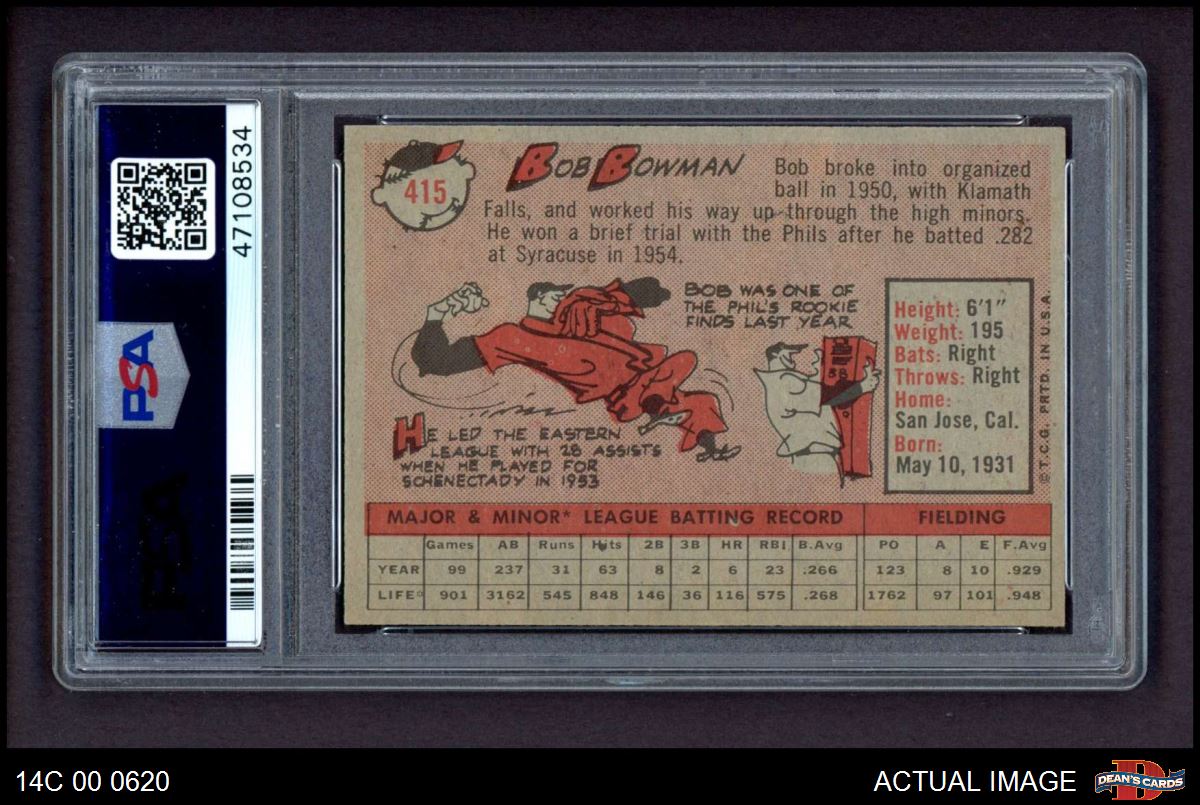 47108534
PSA
PSA
415
BOB BOWMAN
Bob broke into organized
ball in 1950, with Klamath
Falls, and worked his way up through the high minors.
He won a brief trial with the Phils after he batted .282
at Syracuse in 1954.
BOB WAS ONE OF
THE PHIL'S ROOKIE
FINDS LAST YEAR
HE LED THE EASTERN
LEAGUE WITH 28 ASSISTS
WHEN HE PLAYED FOR
SCHENECTADY IN 1953
Height: 6'1"
Weight: 195
Bats: Right
Throws: Right
Home:
San Jose, Cal.
Born:
May 10, 1931
© T.C.G. PRTD. IN U.S.A.
MAJOR & MINOR* LEAGUE BATTING RECORD FIELDING
Games AB Runs Hits 2B 3B HR RBI B.Avg PO A E F.Avg
YEAR 99 237 31 63 8 2 6 23 .266 123 8 10 .929
LIFE° 901 3162 545 848 146 36 116 575 .268 1762 97 101 .948
14C 00 0620
ACTUAL IMAGE
DEAN'S CARDS